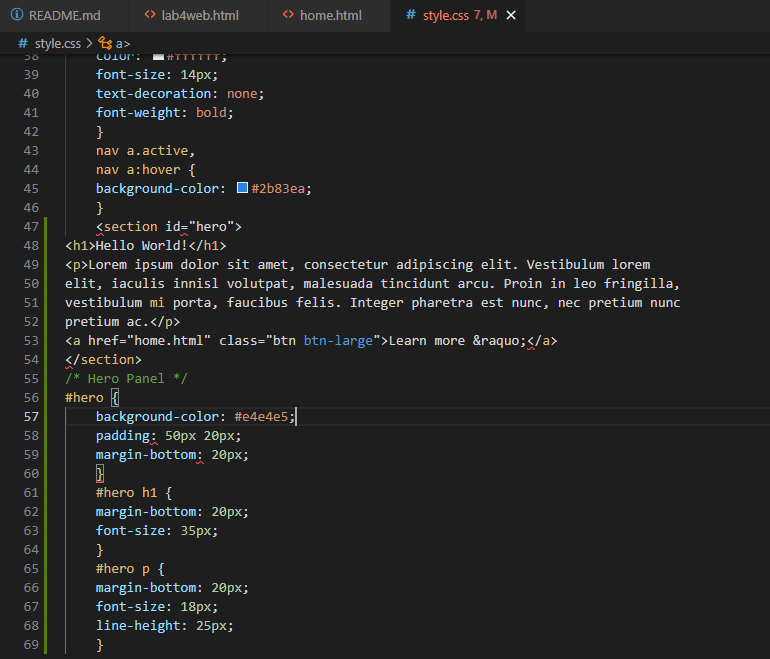 README.md lab4web.html home.html # style.css 7, M
# style.css > a>
38 color: #ffffff;
39 font-size: 14px;
40 text-decoration: none;
41 font-weight: bold;
42 }
43 nav a.active,
44 nav a:hover {
45 background-color: #2b83ea;
46 }
47 <section id="hero">
48 <h1>Hello World!</h1>
49 <p>Lorem ipsum dolor sit amet, consectetur adipiscing elit. Vestibulum lorem
50 elit, iaculis innisl volutpat, malesuada tincidunt arcu. Proin in leo fringilla,
51 vestibulum mi porta, faucibus felis. Integer pharetra est nunc, nec pretium nunc
52 pretium ac.</p>
53 <a href="home.html" class="btn btn-large">Learn more &raquo;</a>
54 </section>
55 /* Hero Panel */
56 #hero {
57 background-color: #e4e4e5;
58 padding: 50px 20px;
59 margin-bottom: 20px;
60 }
61 #hero h1 {
62 margin-bottom: 20px;
63 font-size: 35px;
64 }
65 #hero p {
66 margin-bottom: 20px;
67 font-size: 18px;
68 line-height: 25px;
69 }